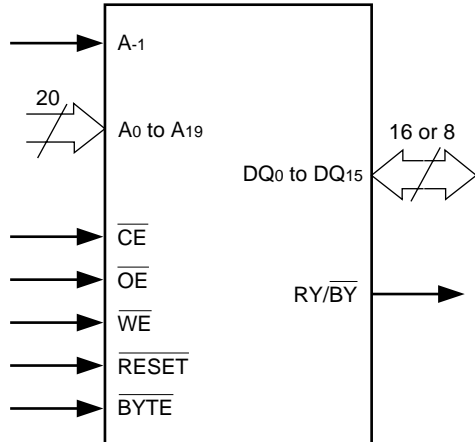 A-1
20
A0 to A19
16 or 8
DQ0 to DQ15
CE
OE
RY/BY
WE
RESET
BYTE